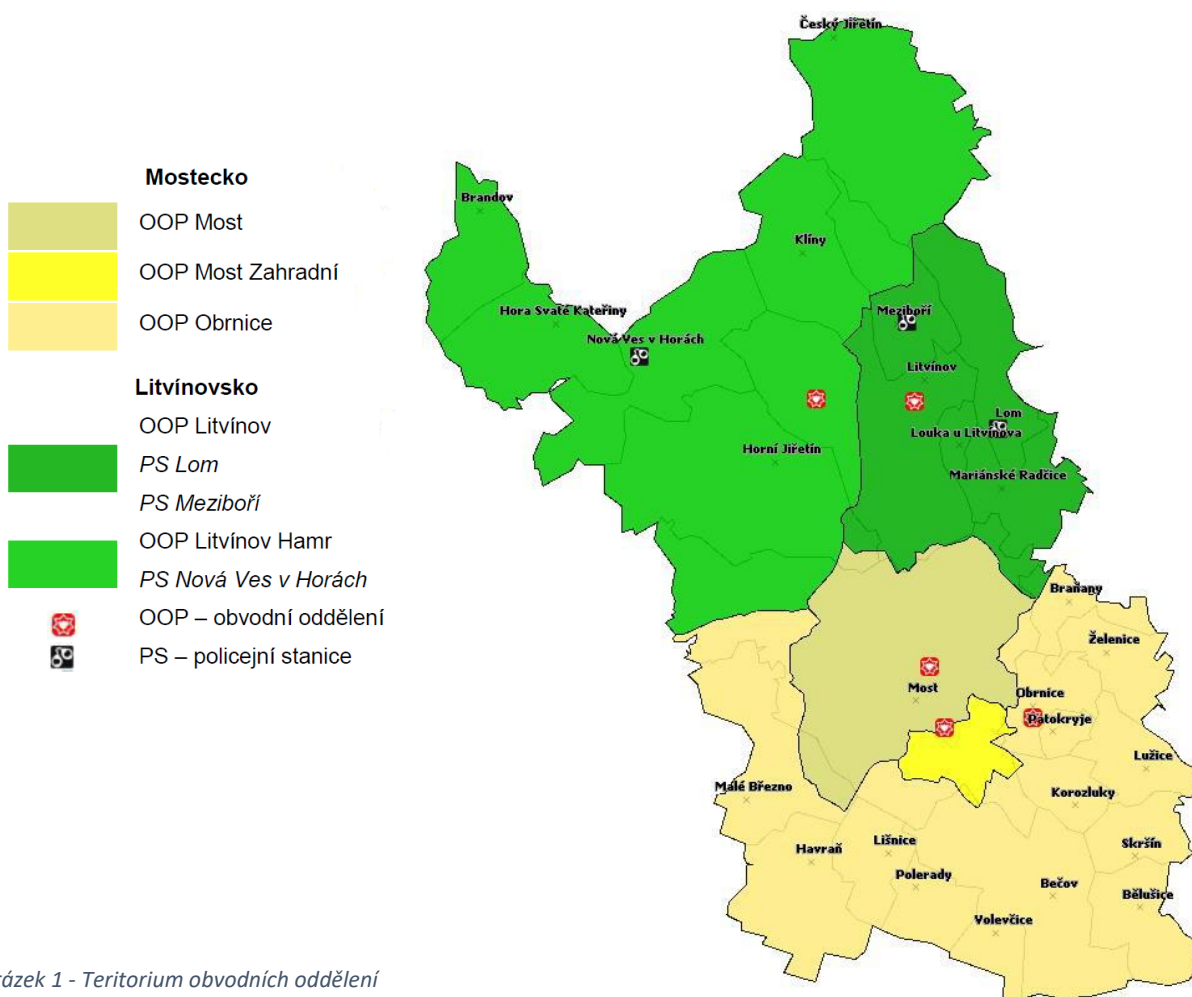 Mostecko
OOP Most
OOP Most Zahradní
OOP Obrnice
Litvínovsko
OOP Litvínov
PS Lom
PS Meziboří
OOP Litvínov Hamr
PS Nová Ves v Horách
OOP – obvodní oddělení
PS – policejní stanice
Český Jiřetín
Brandov
Klíny
Hora Svaté Kateřiny
Meziboří
Nová Ves v Horách
Litvínov
Lom
Louka u Litvínova
Horní Jiřetín
Mariánské Radčice
Braňany
Želenice
Most
Obrnice
Patokryje
Lužice
Malé Březno
Korozluky
Havraň
Lišnice
Skršín
Polerady
Bečov
Bělušice
Volevčice
rázek 1 - Teritorium obvodních oddělení